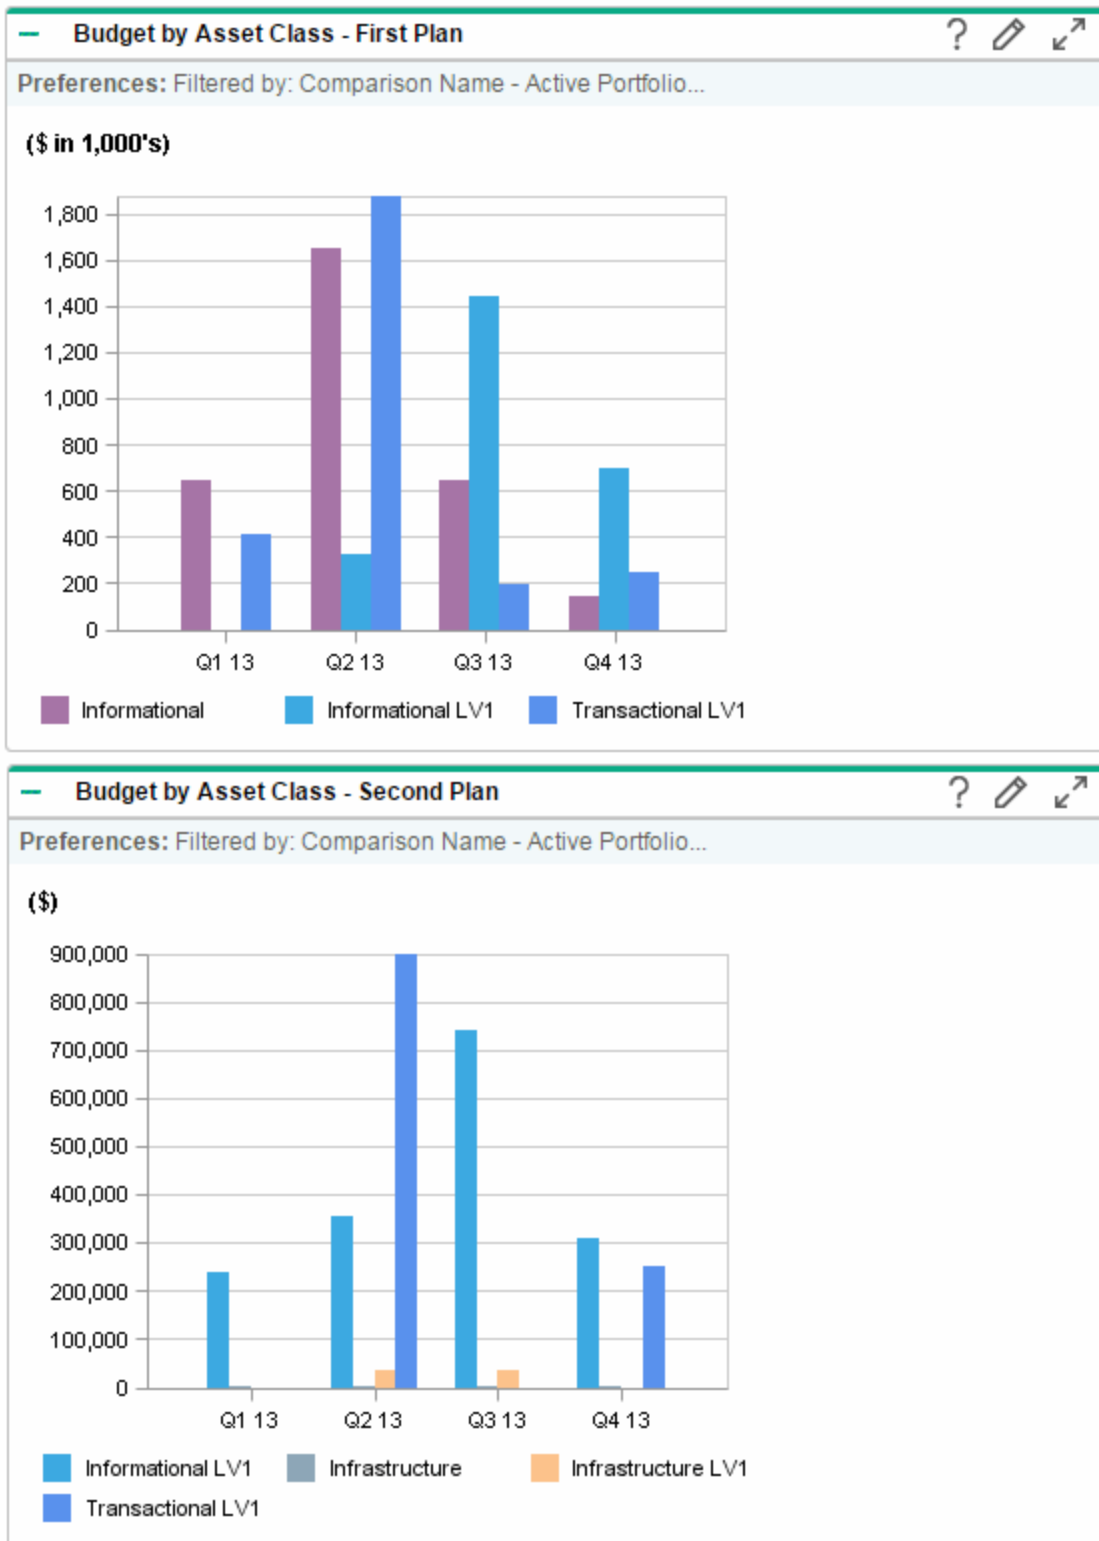 Budget by Asset Class - First Plan ?
Preferences: Filtered by: Comparison Name - Active Portfolio...
($ in 1,000's)
1,800
1,600
1,400
1,200
1,000
800
600
400
200
0
Q1 13 Q2 13 Q3 13 Q4 13
Informational Informational LV1 Transactional LV1
Budget by Asset Class - Second Plan ?
Preferences: Filtered by: Comparison Name - Active Portfolio...
($)
900,000
800,000
700,000
600,000
500,000
400,000
300,000
200,000
100,000
0
Q1 13 Q2 13 Q3 13 Q4 13
Informational LV1 Infrastructure Infrastructure LV1
Transactional LV1